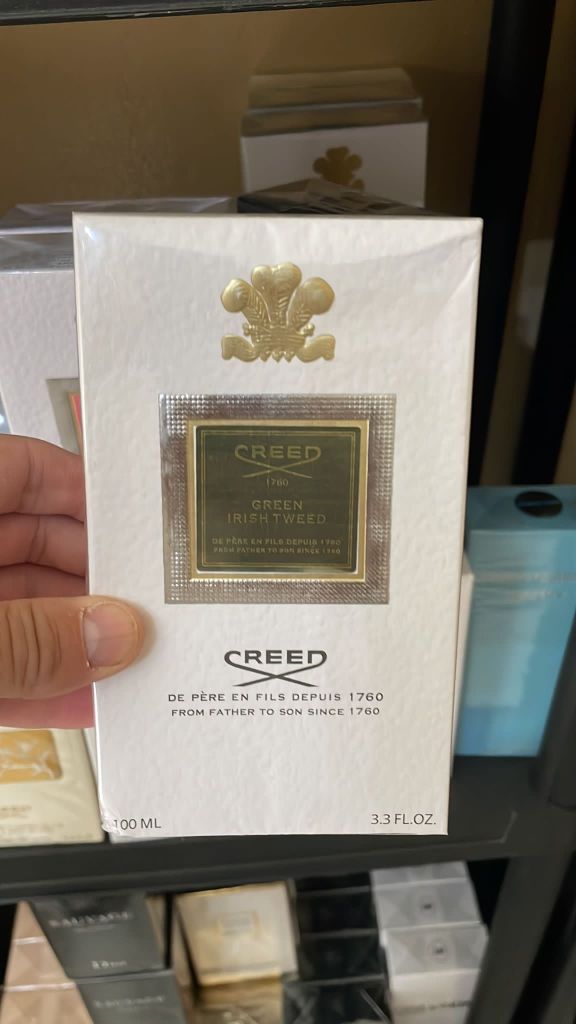 CREED
1760
GREEN
IRISH TWEED
DE PÈRE EN FILS DEPUIS 1760
FROM FATHER TO SON SINCE 1760
CREED
DE PÈRE EN FILS DEPUIS 1760
FROM FATHER TO SON SINCE 1760
100 ML
3.3 FL.OZ.
SAUVAGE